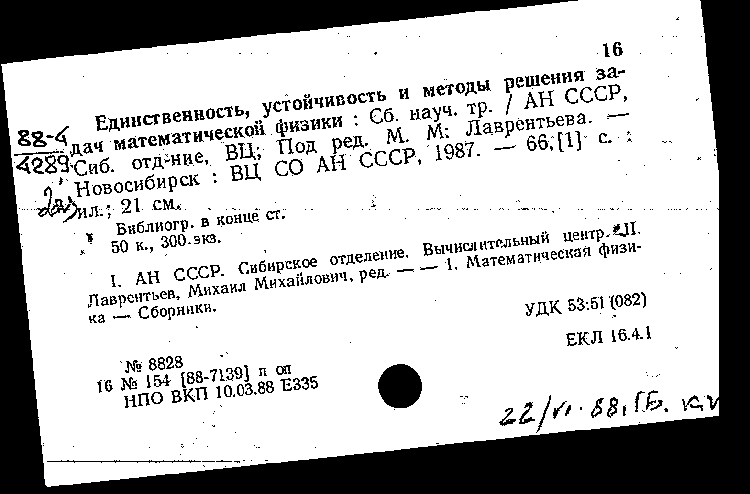 16
Единственность, устойчивость и методы решения за-
88-4 дач математической физики : Сб. науч. тр. / АН СССР,
4289 Сиб. отд-ние, ВЦ; Под ред. М. М. Лаврентьева. —
Новосибирск : ВЦ СО АН СССР, 1987. — 66,[1] с. :
ил.; 21 см.
Библиогр. в конце ст.
50 к., 300 экз.
I. АН СССР. Сибирское отделение. Вычислительный центр. II.
Лаврентьев, Михаил Михайлович, ред. — — 1. Математическая физи-
ка — Сборники.
УДК 53:51 (082)
ЕКЛ 16.4.1
№ 8828
16 № 154 [88-7139] п оп
НПО ВКП 10.03.88 Е335
22/VI.88.